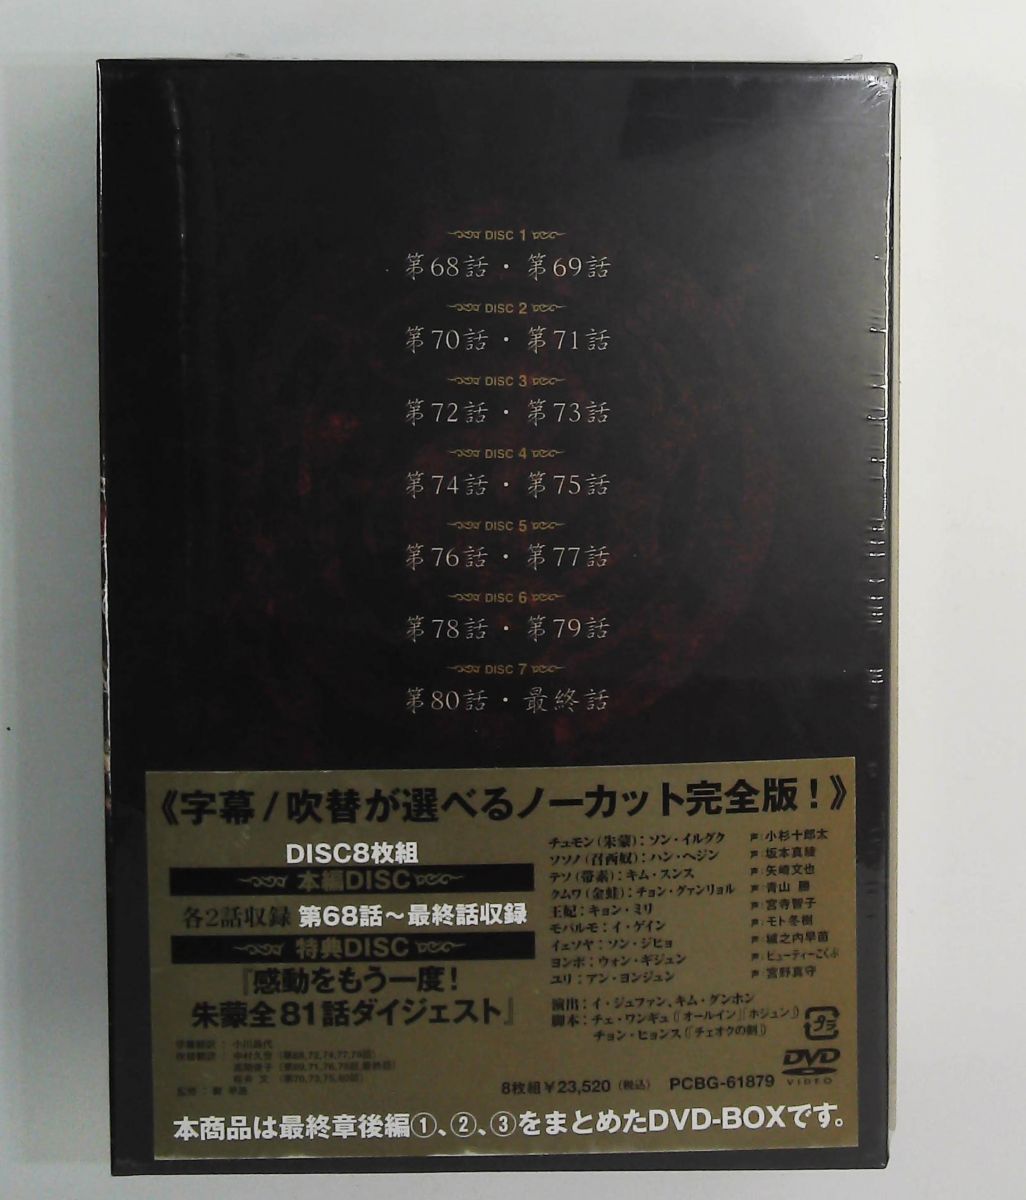 DISC 1
第68話・第69話
DISC 2
第70話・第71話
DISC 3
第72話・第73話
DISC 4
第74話・第75話
DISC 5
第76話・第77話
DISC 6
第78話・第79話
DISC 7
第80話・最終話
《字幕/吹替が選べるノーカット完全版!》
DISC8枚組
本編DISC
各2話収録 第68話〜最終話収録
特典DISC
『感動をもう一度!
朱蒙全81話ダイジェスト』
字幕翻訳:小川昌代
吹替翻訳:中村久世
チュモン(朱蒙):ソン・イルグク 声:小杉十郎太
ソソノ(召西奴):ハン・ヘジン 声:坂本真綾
テソ(帯素):キム・スンス 声:矢崎文也
クムワ(金蛙):チョン・グァンリョル 声:青山 勝
王妃:キョン・ミリ 声:宮寺智子
モパルモ:イ・ゲイン 声:モト冬樹
イェソヤ:ソン・ジヒョ 声:城之内早苗
ヨンポ:ウォン・ギジュン 声:ビューティーこくぶ
ユリ:アン・ヨンジュン 声:宮野真守
演出:イ・ジュファン、キム・グンホン
脚本:チェ・ワンギュ(「オールイン」「ホジュン」)
チョン・ヒョンス(「チェオクの剣」)
DVD
VIDEO
8枚組¥23,520(税込) PCBG-61879
本商品は最終章後編①、②、③をまとめたDVD-BOXです。